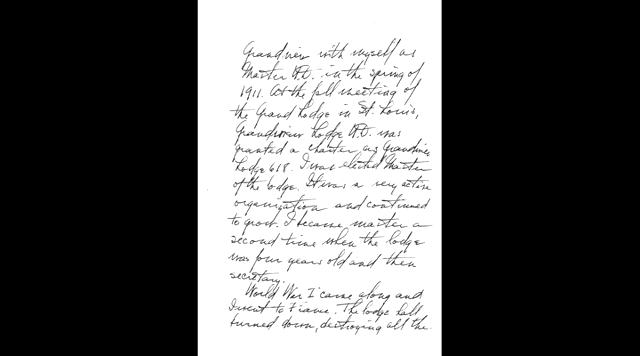 Grandview with myself as
Master U.D. in the spring of
1911. At the fall meeting of
the Grand Lodge in St. Louis,
Grandview Lodge U.D. was
granted a charter as Grandview
Lodge 618. I was elected Master
of the lodge. It was a very active
organization and continued
to grow. I became master a
second time when the lodge
was four years old and then
secretary.
World War I came along and
I went to France. The lodge hall
burned down, destroying all the